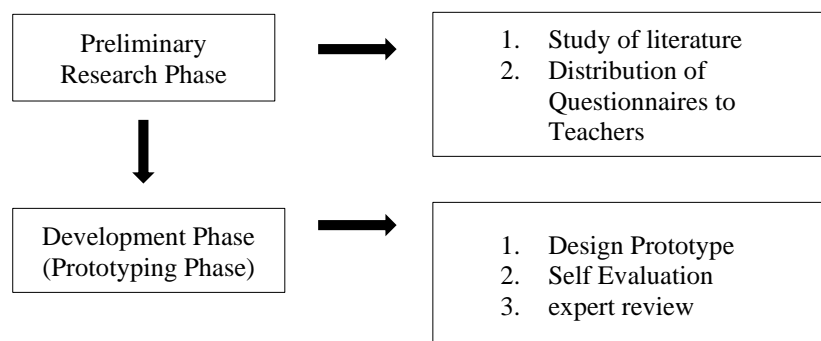 Preliminary
Research Phase
1. Study of literature
2. Distribution of
Questionnaires to
Teachers
Development Phase
(Prototyping Phase)
1. Design Prototype
2. Self Evaluation
3. expert review